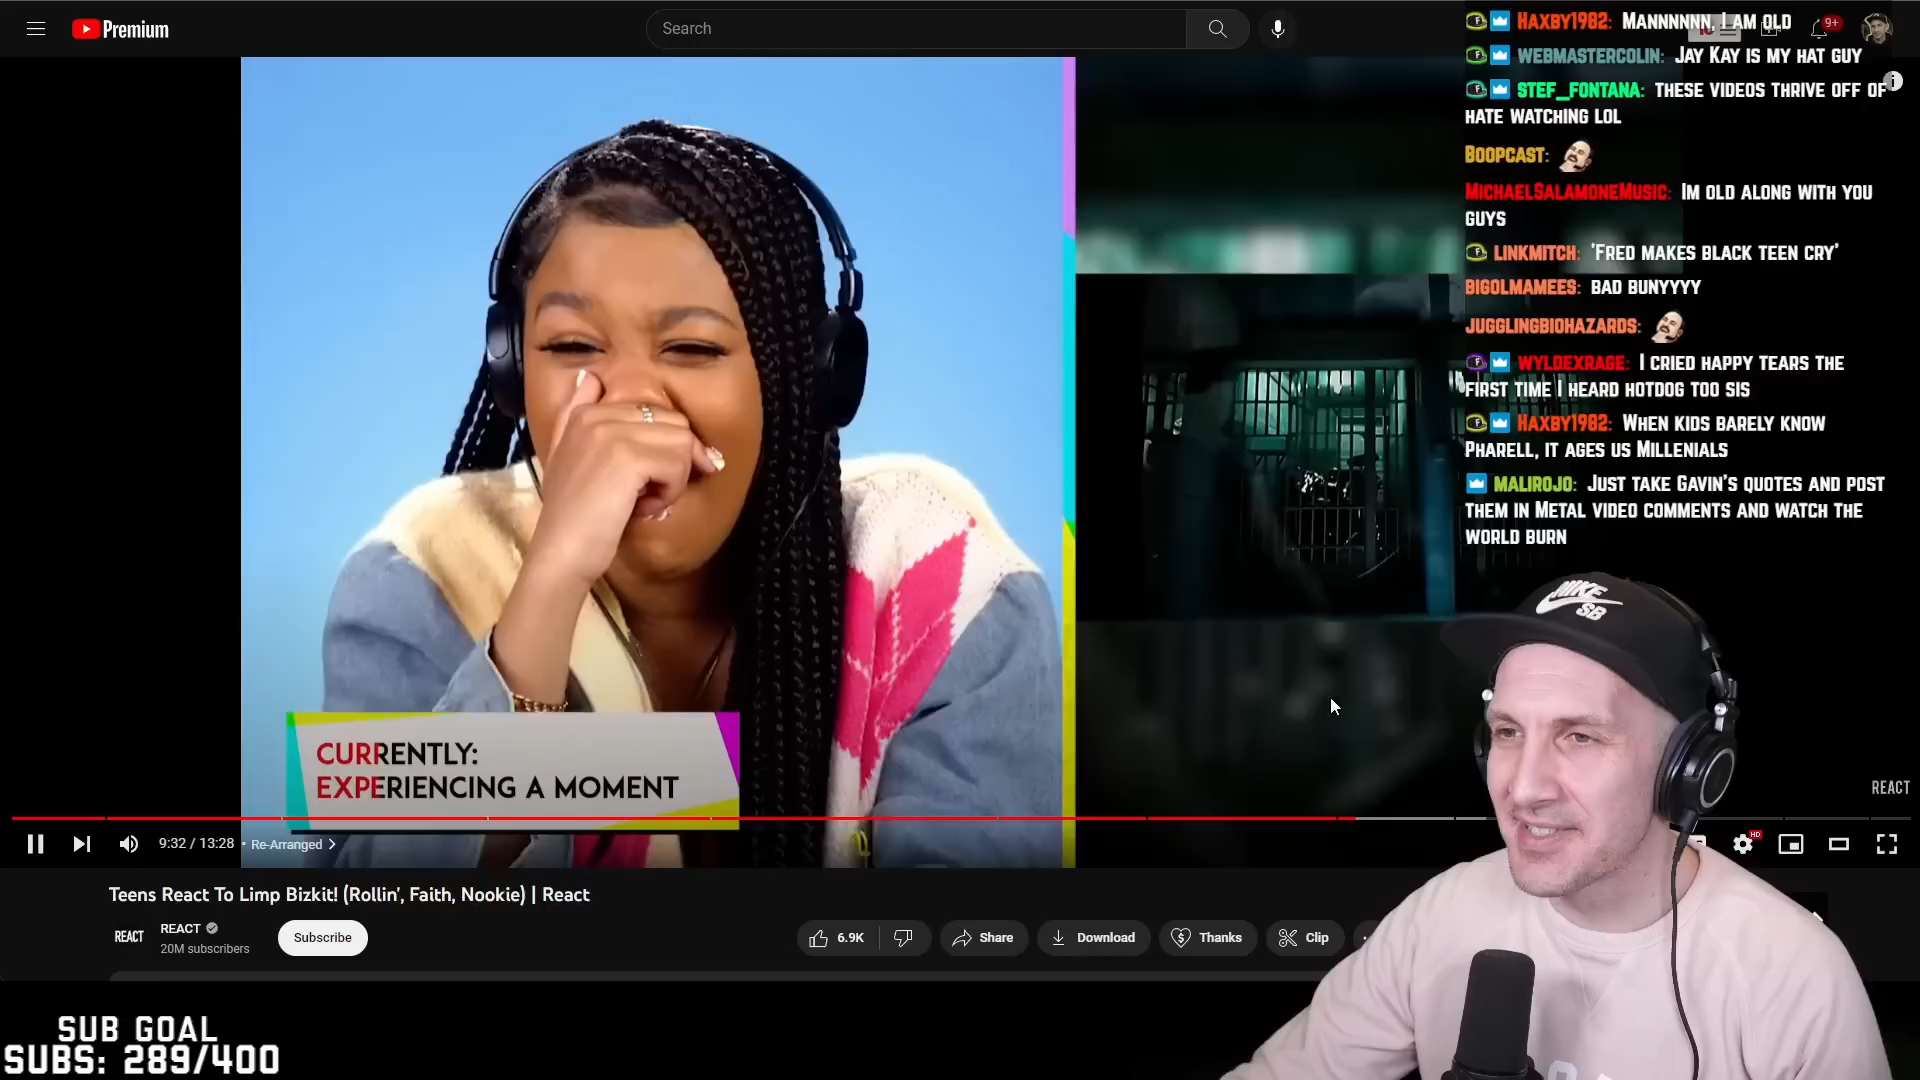 Premium
Search
9+
HAXBY1982: MANNNNNN, I AM OLD
WEBMASTERCOLIN: JAY KAY IS MY HAT GUY
STEF_FONTANA: THESE VIDEOS THRIVE OFF OF
HATE WATCHING LOL
BOOPCAST:
MICHAELSALAMONEMUSIC: IM OLD ALONG WITH YOU
GUYS
LINKMITCH: 'FRED MAKES BLACK TEEN CRY'
BIGOLMAMEES: BAD BUNYYYY
JUGGLINGBIOHAZARDS:
WYLDEXRAGE: I CRIED HAPPY TEARS THE
FIRST TIME I HEARD HOTDOG TOO SIS
HAXBY1982: WHEN KIDS BARELY KNOW
PHARELL, IT AGES US MILLENIALS
MALIROJO: JUST TAKE GAVIN'S QUOTES AND POST
THEM IN METAL VIDEO COMMENTS AND WATCH THE
WORLD BURN
NIKE
SB
CURRENTLY:
EXPERIENCING A MOMENT
REACT
9:32 / 13:28 • Re-Arranged
HD
Teens React To Limp Bizkit! (Rollin', Faith, Nookie) | React
REACT
REACT
20M subscribers
Subscribe
6.9K
Share
Download
Thanks
Clip
SUB GOAL
SUBS: 289/400